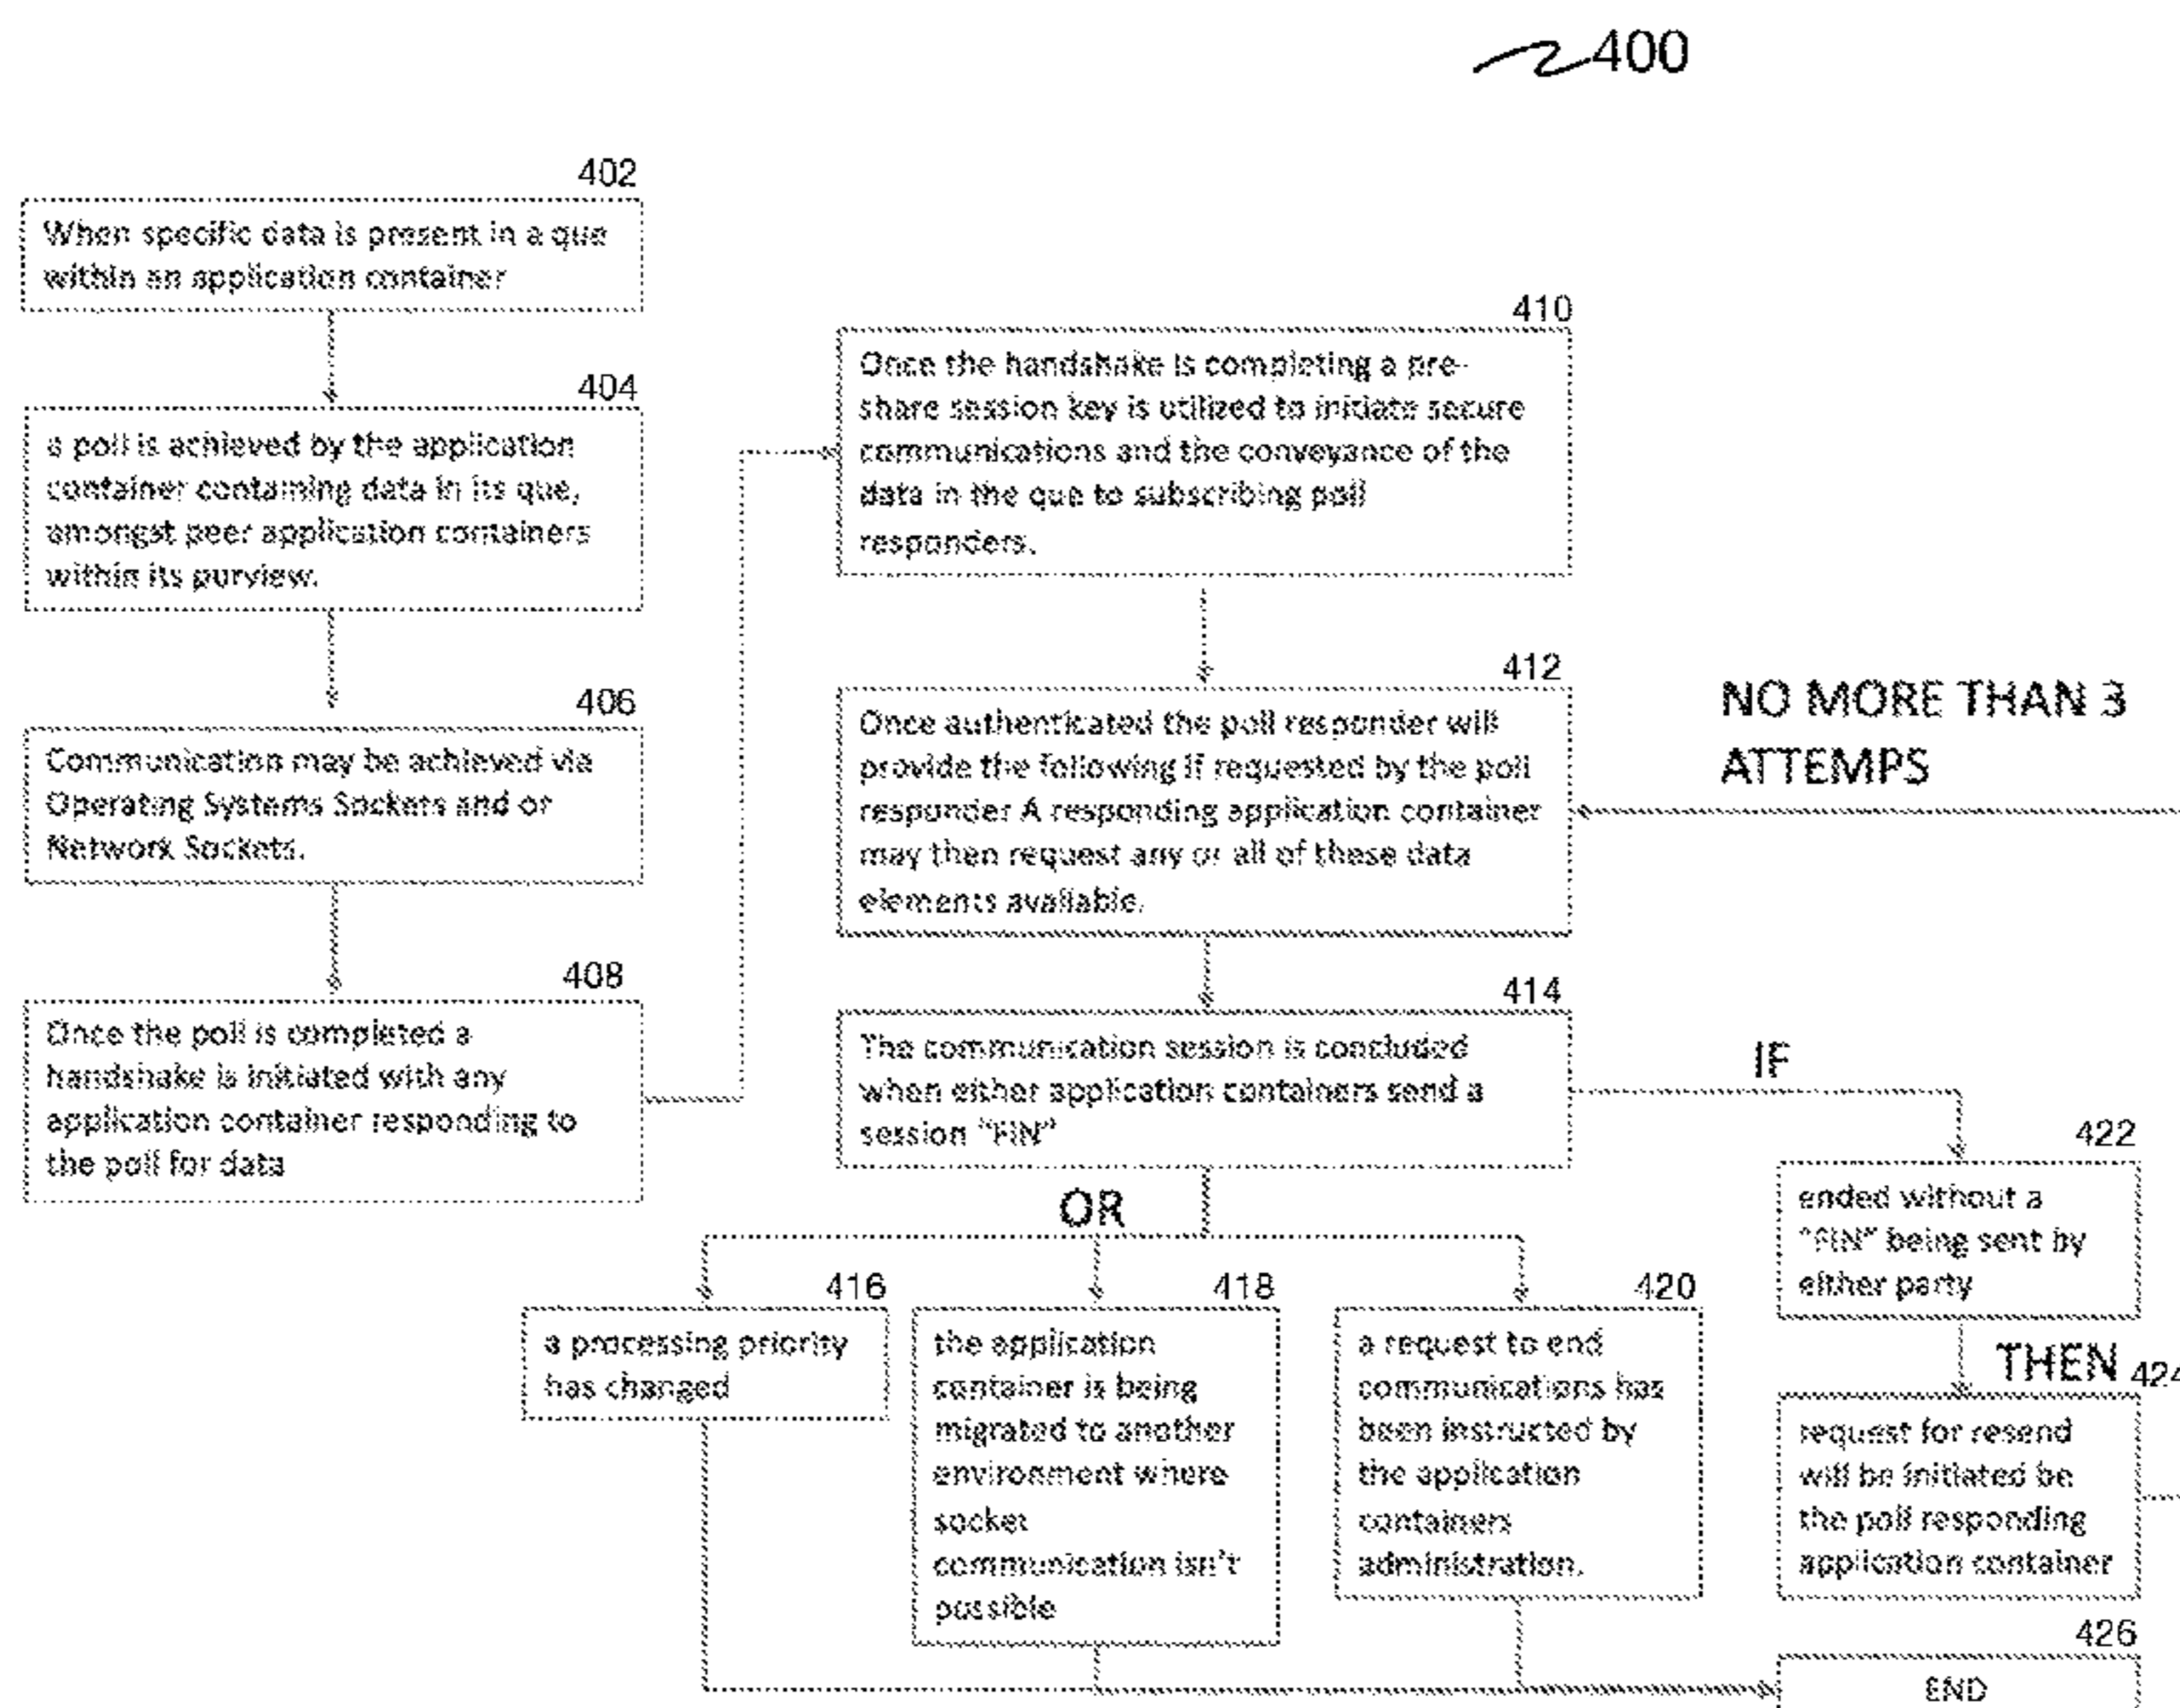 400
402
When specific data is present in a que
within an application container
404
a poll is achieved by the application
container containing data in its que,
amongst peer application containers
within its purview.
406
Communication may be achieved via
Operating Systems Sockets and or
Network Sockets.
408
Once the poll is completed a
handshake is initiated with any
application container responding to
the poll for data
410
Once the handshake is completing a pre-
share session key is utilized to initiate secure
communications and the conveyance of the
data in the que to subscribing poll
responders.
412
Once authenticated the poll responder will
provide the following if requested by the poll
responder A responding application container
may then request any or all of these data
elements available.
NO MORE THAN 3
ATTEMPS
414
The communication session is concluded
when either application containers send a
session "FIN"
IF
OR
416
a processing priority
has changed
418
the application
container is being
migrated to another
environment where
socket
communication isn't
possible
420
a request to end
communications has
been instructed by
the application
containers
administration.
422
ended without a
"FIN" being sent by
either party
THEN
424
request for resend
will be initiated be
the poll responding
application container
426
END